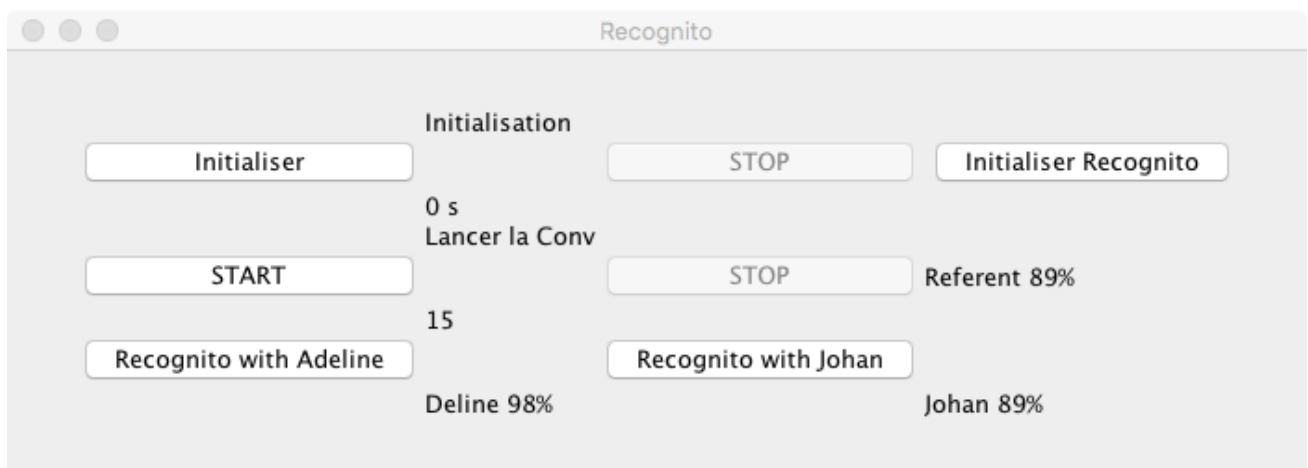 Recognito
Initialisation
Initialiser
STOP
Initialiser Recognito
0 s
Lancer la Conv
START
STOP
Referent 89%
15
Recognito with Adeline
Recognito with Johan
Deline 98%
Johan 89%